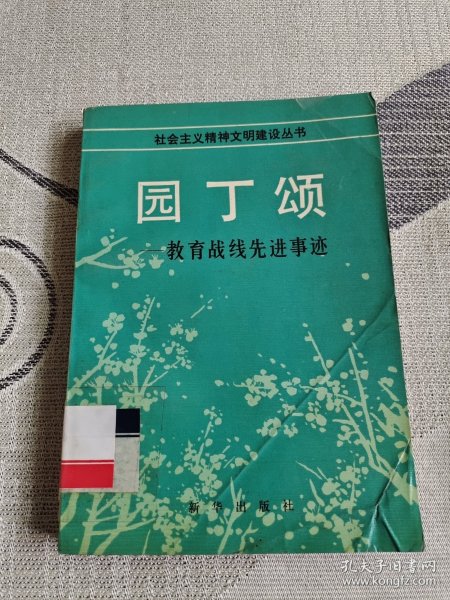 社会主义精神文明建设丛书
园丁颂
—教育战线先进事迹
新华出版社
孔夫子旧书网
www.kongfz.com